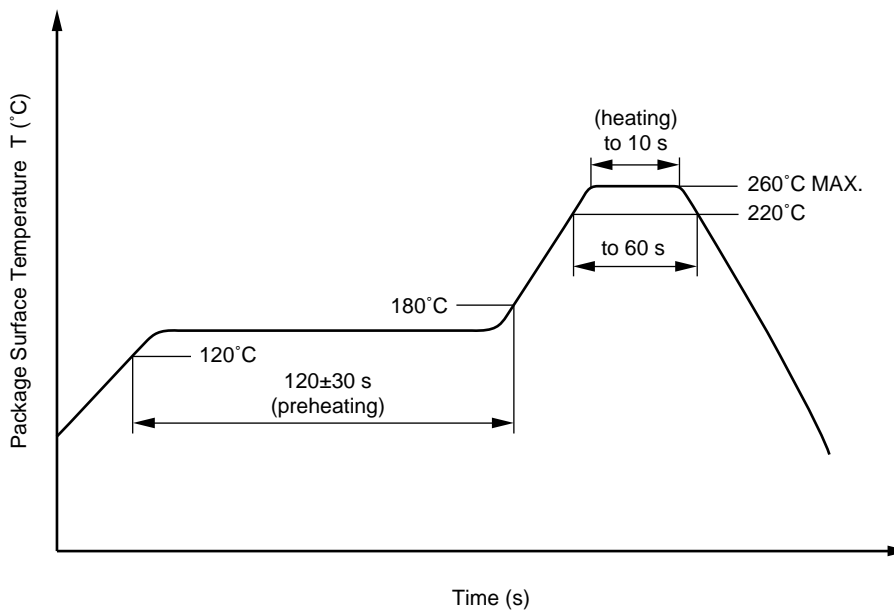 Package Surface Temperature T (˚C)
(heating)
to 10 s
260˚C MAX.
220˚C
to 60 s
180˚C
120˚C
120±30 s
(preheating)
Time (s)